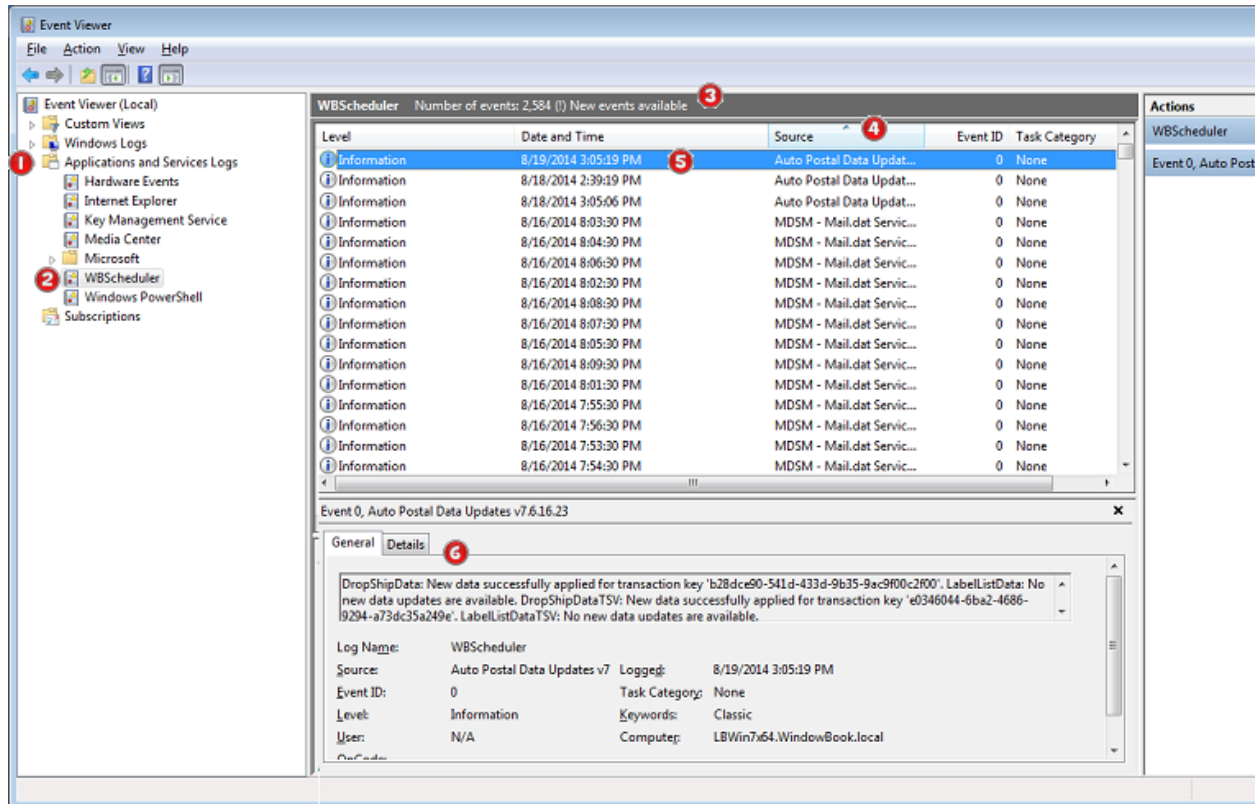 Event Viewer
File Action View Help
Event Viewer (Local)
Custom Views
Windows Logs
1 Applications and Services Logs
Hardware Events
Internet Explorer
Key Management Service
Media Center
Microsoft
2 WBScheduler
Windows PowerShell
Subscriptions
WBScheduler Number of events: 2,584 (!) New events available 3
Level Date and Time Source 4 Event ID Task Category
Information 8/19/2014 3:05:19 PM 5 Auto Postal Data Updat... 0 None
Information 8/18/2014 2:39:19 PM Auto Postal Data Updat... 0 None
Information 8/18/2014 3:05:06 PM Auto Postal Data Updat... 0 None
Information 8/16/2014 8:03:30 PM MDSM - Mail.dat Servic... 0 None
Information 8/16/2014 8:04:30 PM MDSM - Mail.dat Servic... 0 None
Information 8/16/2014 8:06:30 PM MDSM - Mail.dat Servic... 0 None
Information 8/16/2014 8:02:30 PM MDSM - Mail.dat Servic... 0 None
Information 8/16/2014 8:08:30 PM MDSM - Mail.dat Servic... 0 None
Information 8/16/2014 8:07:30 PM MDSM - Mail.dat Servic... 0 None
Information 8/16/2014 8:05:30 PM MDSM - Mail.dat Servic... 0 None
Information 8/16/2014 8:09:30 PM MDSM - Mail.dat Servic... 0 None
Information 8/16/2014 8:01:30 PM MDSM - Mail.dat Servic... 0 None
Information 8/16/2014 7:55:30 PM MDSM - Mail.dat Servic... 0 None
Information 8/16/2014 7:56:30 PM MDSM - Mail.dat Servic... 0 None
Information 8/16/2014 7:53:30 PM MDSM - Mail.dat Servic... 0 None
Information 8/16/2014 7:54:30 PM MDSM - Mail.dat Servic... 0 None
Event 0, Auto Postal Data Updates v7.6.16.23
General Details 6
DropShipData: New data successfully applied for transaction key 'b28dce90-541d-433d-9b35-9ac9f00c2f00'. LabelListData: No
new data updates are available. DropShipDataTSV: New data successfully applied for transaction key 'e0346044-6ba2-4686-
9294-a73dc35a249e'. LabelListDataTSV: No new data updates are available.
Log Name: WBScheduler
Source: Auto Postal Data Updates v7 Logged: 8/19/2014 3:05:19 PM
Event ID: 0 Task Category: None
Level: Information Keywords: Classic
User: N/A Computer: LBWin7x64.WindowBook.local
OpCode:
Actions
WBScheduler
Event 0, Auto Post